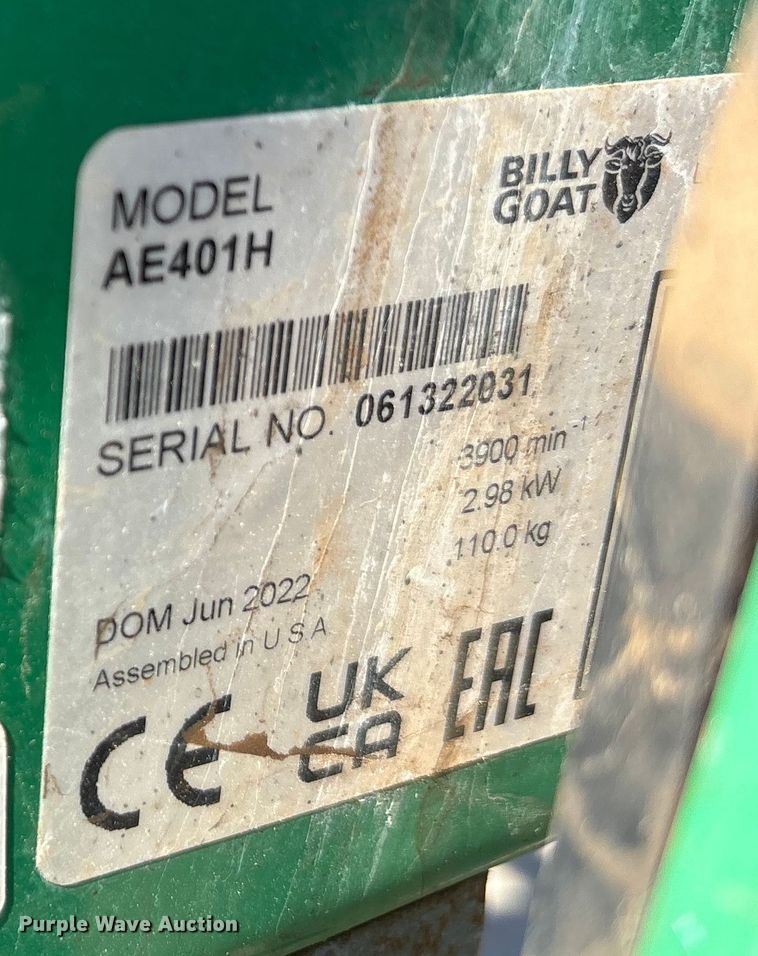 MODEL
AE401H
BILLY
GOAT
SERIAL NO. 061322031
3900 min⁻¹
2.98 kW
110.0 kg
DOM Jun 2022
Assembled in U S A
CE
UK
CA
EAC
Purple Wave Auction